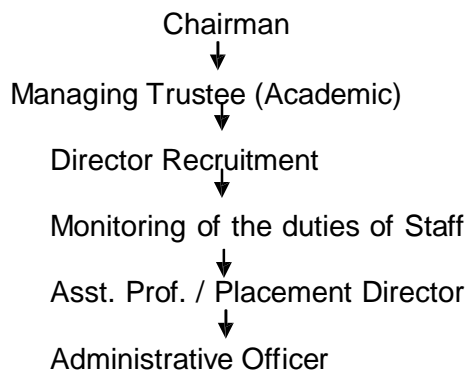 Chairman
Managing Trustee (Academic)
Director Recruitment
Monitoring of the duties of Staff
Asst. Prof. / Placement Director
Administrative Officer